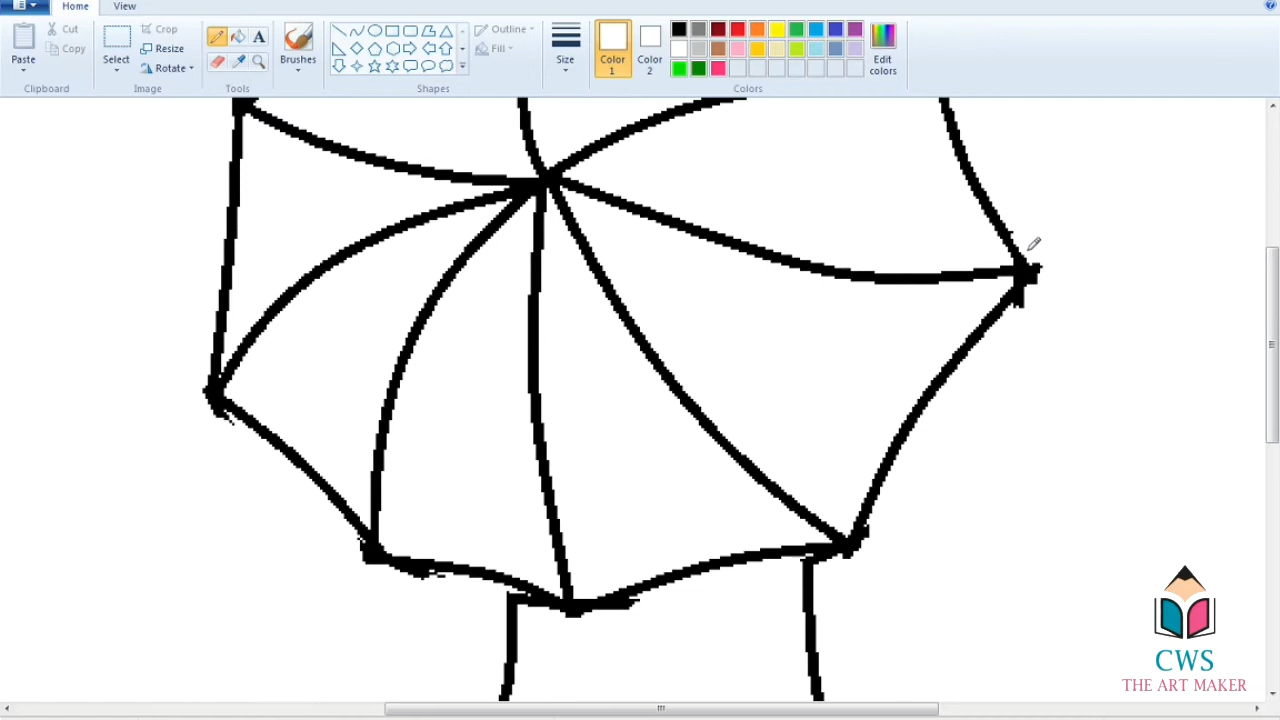 Home
View
Paste
Cut
Copy
Clipboard
Select
Crop
Resize
Rotate
Image
A
Tools
Brushes
Outline
Fill
Shapes
Size
Color
1
Color
2
Edit
colors
Colors
CWS
THE ART MAKER